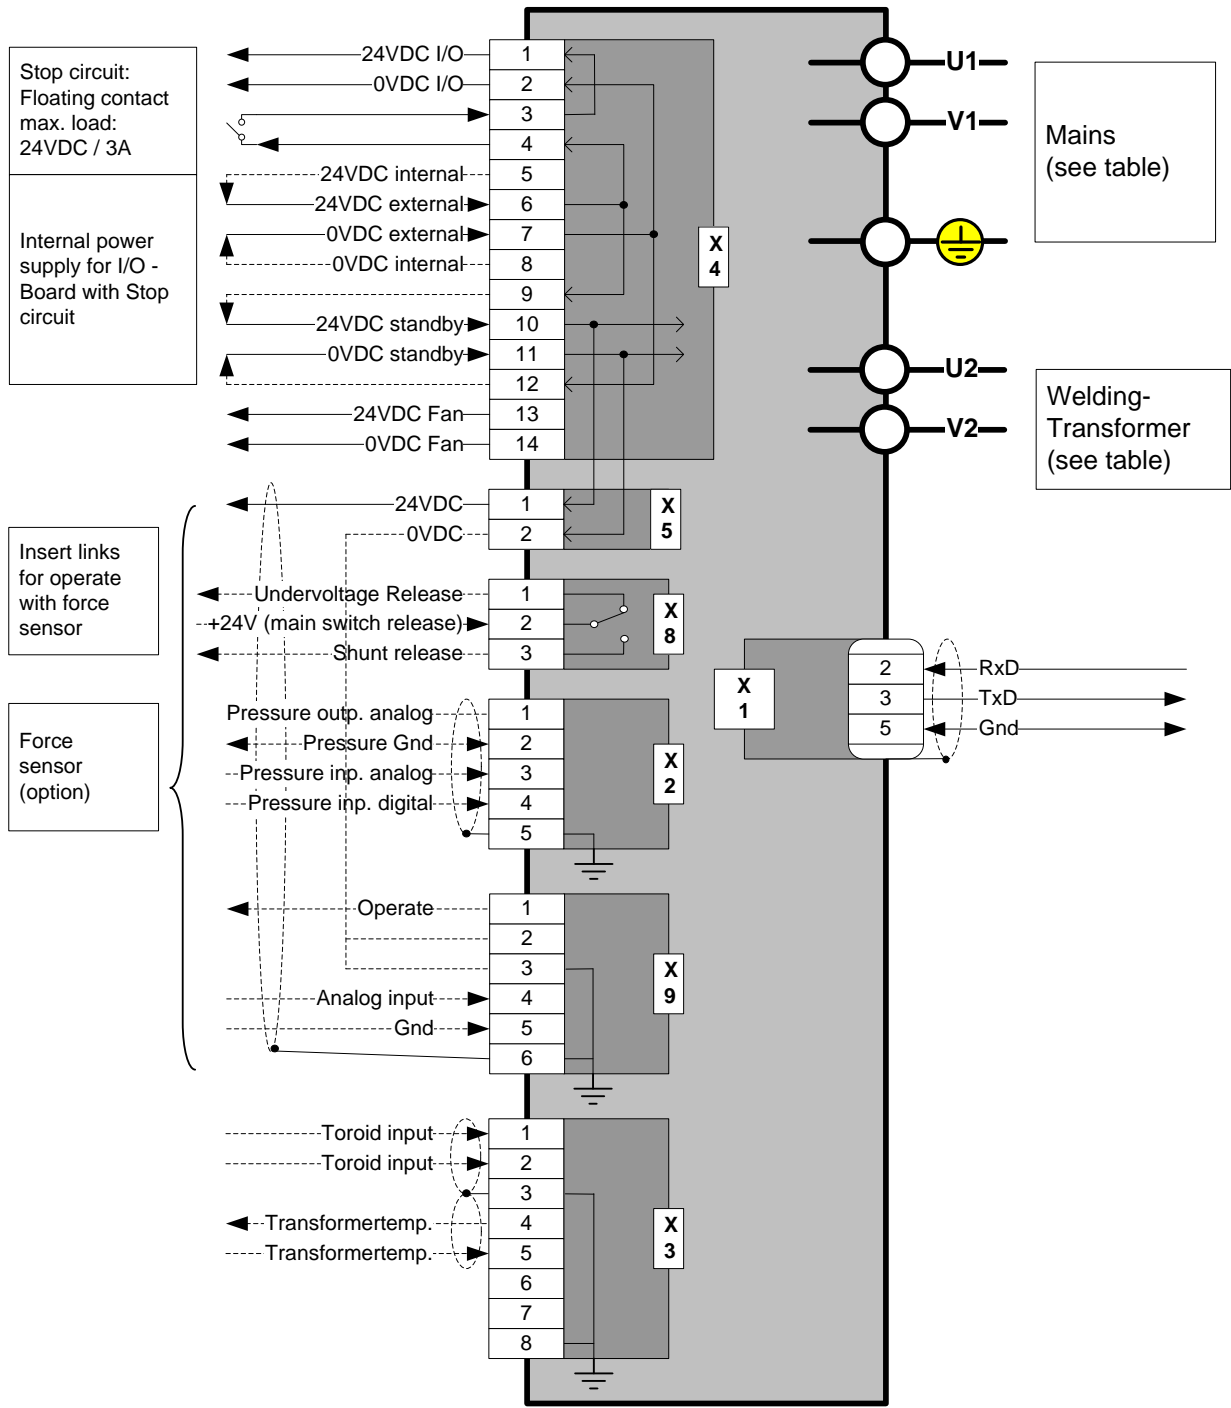 Stop circuit:
Floating contact
max. load:
24VDC / 3A
Internal power
supply for I/O -
Board with Stop
circuit
Insert links
for operate
with force
sensor
Force
sensor
(option)
24VDC I/O 1
0VDC I/O 2
3
4
24VDC internal 5
24VDC external 6
0VDC external 7
0VDC internal 8
9
24VDC standby 10
0VDC standby 11
12
24VDC Fan 13
0VDC Fan 14
X
4
24VDC 1
0VDC 2
X
5
Undervoltage Release 1
+24V (main switch release) 2
Shunt release 3
X
8
Pressure outp. analog 1
Pressure Gnd 2
Pressure inp. analog 3
Pressure inp. digital 4
5
X
2
Operate 1
2
3
Analog input 4
Gnd 5
6
X
9
Toroid input 1
Toroid input 2
3
Transformertemp. 4
Transformertemp. 5
6
7
8
X
3
U1
V1
Mains
(see table)
U2
V2
Welding-
Transformer
(see table)
X
1
2 RxD
3 TxD
5 Gnd